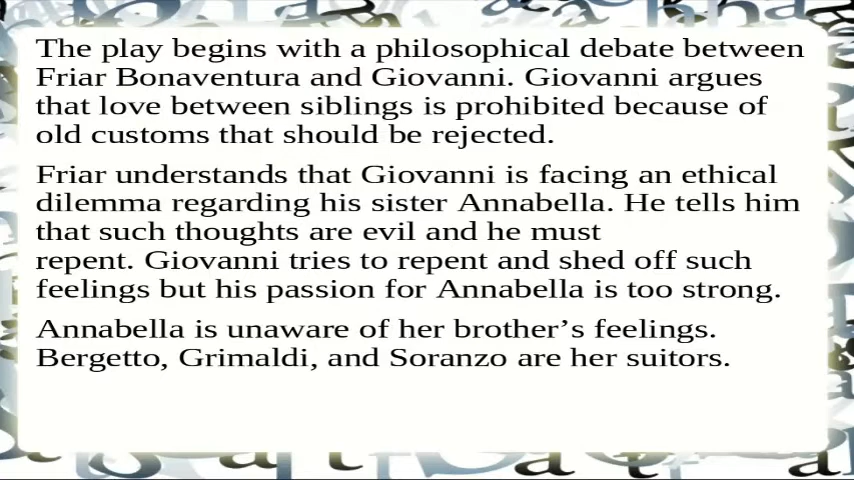 The play begins with a philosophical debate between
Friar Bonaventura and Giovanni. Giovanni argues
that love between siblings is prohibited because of
old customs that should be rejected.
Friar understands that Giovanni is facing an ethical
dilemma regarding his sister Annabella. He tells him
that such thoughts are evil and he must
repent. Giovanni tries to repent and shed off such
feelings but his passion for Annabella is too strong.
Annabella is unaware of her brother’s feelings.
Bergetto, Grimaldi, and Soranzo are her suitors.